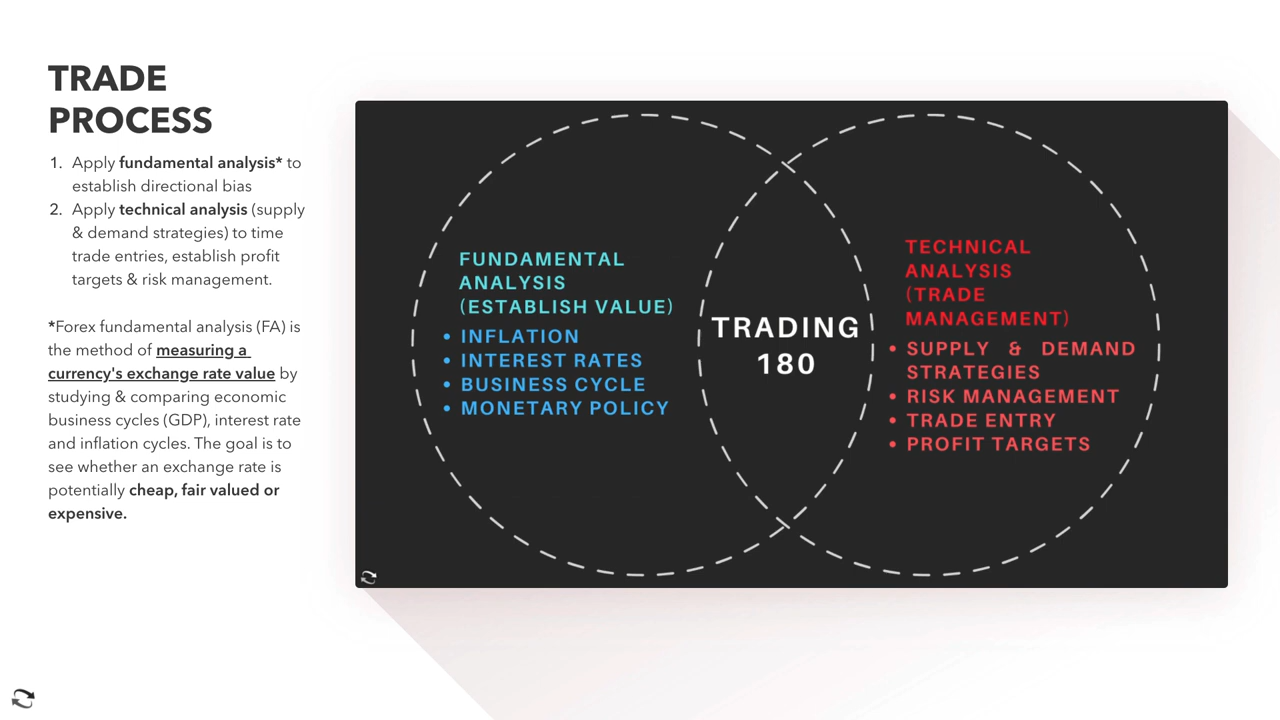 TRADE
PROCESS
1. Apply fundamental analysis* to
establish directional bias
2. Apply technical analysis (supply
& demand strategies) to time
trade entries, establish profit
targets & risk management.
*Forex fundamental analysis (FA) is
the method of measuring a
currency's exchange rate value by
studying & comparing economic
business cycles (GDP), interest rate
and inflation cycles. The goal is to
see whether an exchange rate is
potentially cheap, fair valued or
expensive.
FUNDAMENTAL
ANALYSIS
(ESTABLISH VALUE)
• INFLATION
• INTEREST RATES
• BUSINESS CYCLE
• MONETARY POLICY
TRADING
180
TECHNICAL
ANALYSIS
(TRADE
MANAGEMENT)
• SUPPLY & DEMAND
STRATEGIES
• RISK MANAGEMENT
• TRADE ENTRY
• PROFIT TARGETS